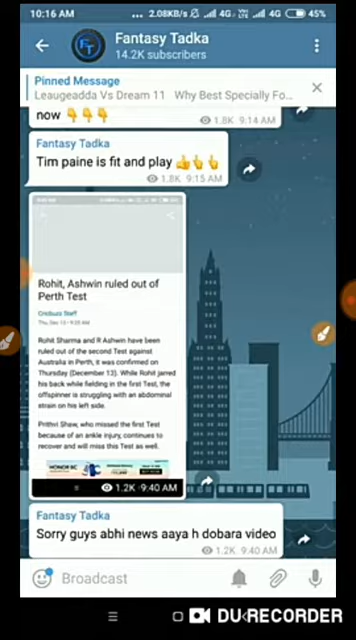 10:16 AM ... 2.08KB/s 4G VO LTE 4G 45%
Fantasy Tadka
14.2K subscribers
Pinned Message
Leaugeadda Vs Dream 11 Why Best Specially Fo...
now 👇👇👇
1.8K 9:14 AM
Fantasy Tadka
Tim paine is fit and play 👍👆👆
1.8K 9:15 AM
Rohit, Ashwin ruled out of
Perth Test
Cricbuzz Staff
Rohit Sharma and R Ashwin have been
ruled out of the second Test against
Australia in Perth, it was confirmed on
Thursday (December 13). While Rohit jarred
his back while fielding in the first Test, the
offspinner is struggling with an abdominal
strain on his left side.
Prithvi Shaw, who missed the first Test
because of an ankle injury, continues to
recover and will miss this Test as well.
HONOR 8C
1.2K 9:40 AM
Fantasy Tadka
Sorry guys abhi news aaya h dobara video
1.2K 9:40 AM
Broadcast
DU RECORDER